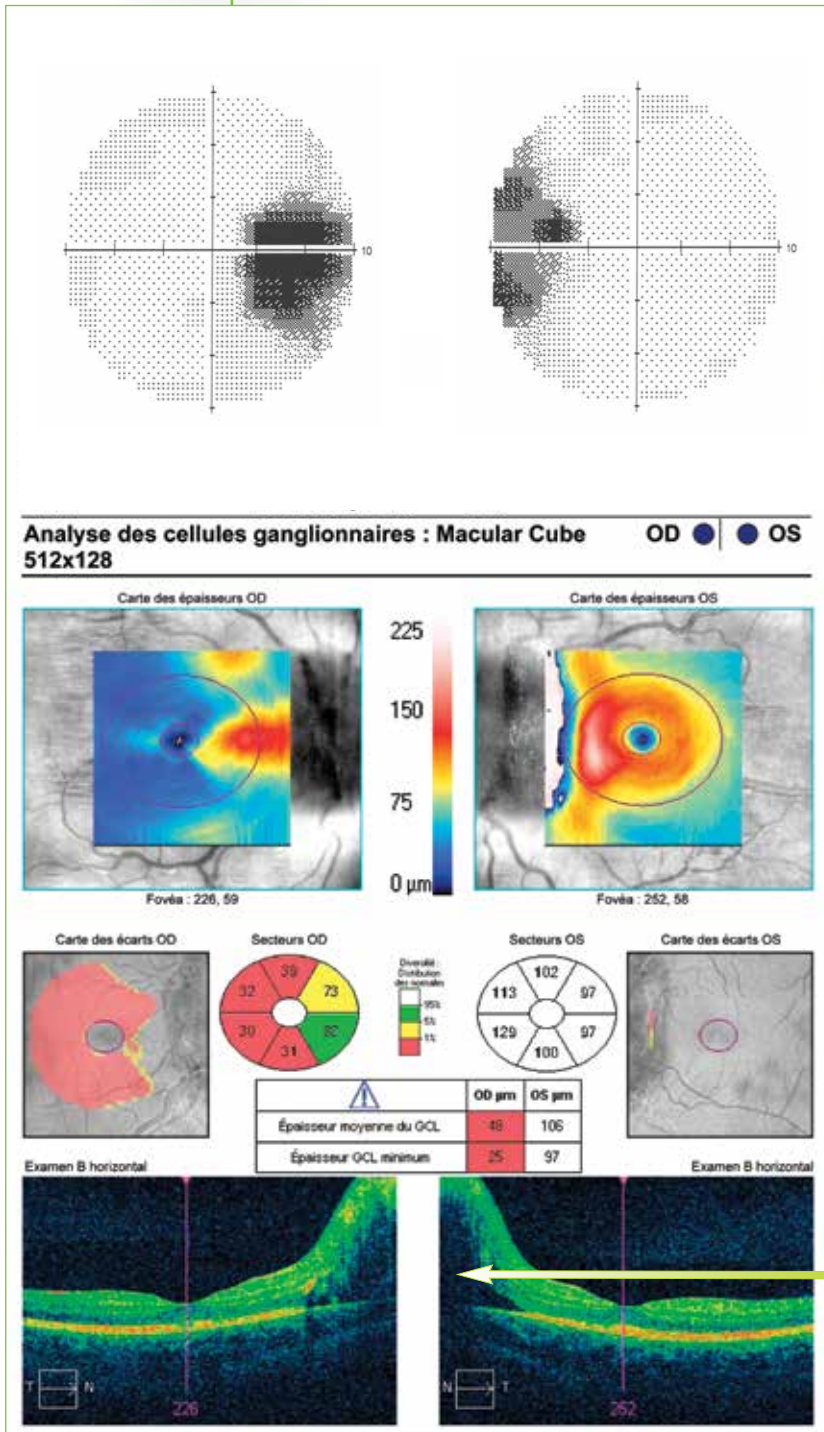 10
10
Analyse des cellules ganglionnaires : Macular Cube 512x128
OD OS
Carte des épaisseurs OD
Carte des épaisseurs OS
225
150
75
0 µm
Fovéa : 226, 59
Fovéa : 252, 58
Carte des écarts OD
Secteurs OD
Secteurs OS
Carte des écarts OS
39
32
73
31
Diversifié :
Distribution
des normales
95%
5%
1%
102
113
97
129
97
100
OD µm OS µm
Épaisseur moyenne du GCL 48 106
Épaisseur GCL minimum 25 97
Examen B horizontal
Examen B horizontal
T N
226
N T
252